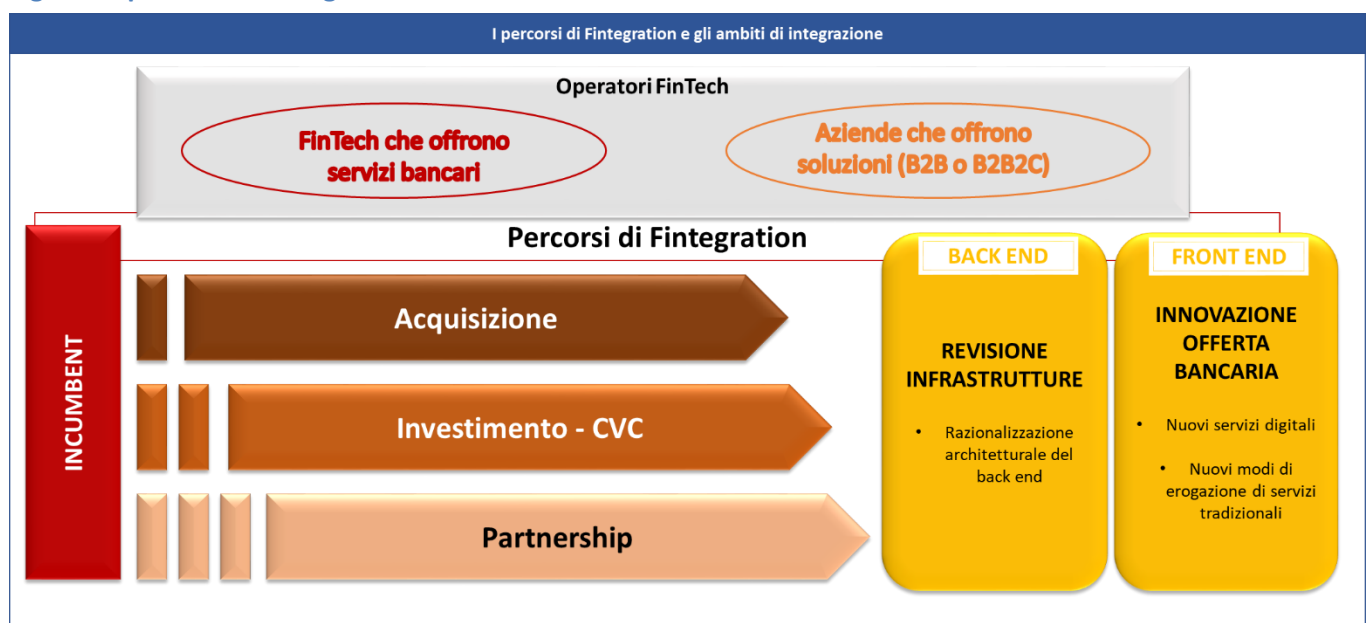 I percorsi di Fintegration e gli ambiti di integrazione
Operatori FinTech
FinTech che offrono
servizi bancari
Aziende che offrono
soluzioni (B2B o B2B2C)
Percorsi di Fintegration
INCUMBENT
Acquisizione
Investimento - CVC
Partnership
BACK END
REVISIONE
INFRASTRUTTURE
• Razionalizzazione
architetturale del
back end
FRONT END
INNOVAZIONE
OFFERTA
BANCARIA
• Nuovi servizi digitali
• Nuovi modi di
erogazione di servizi
tradizionali